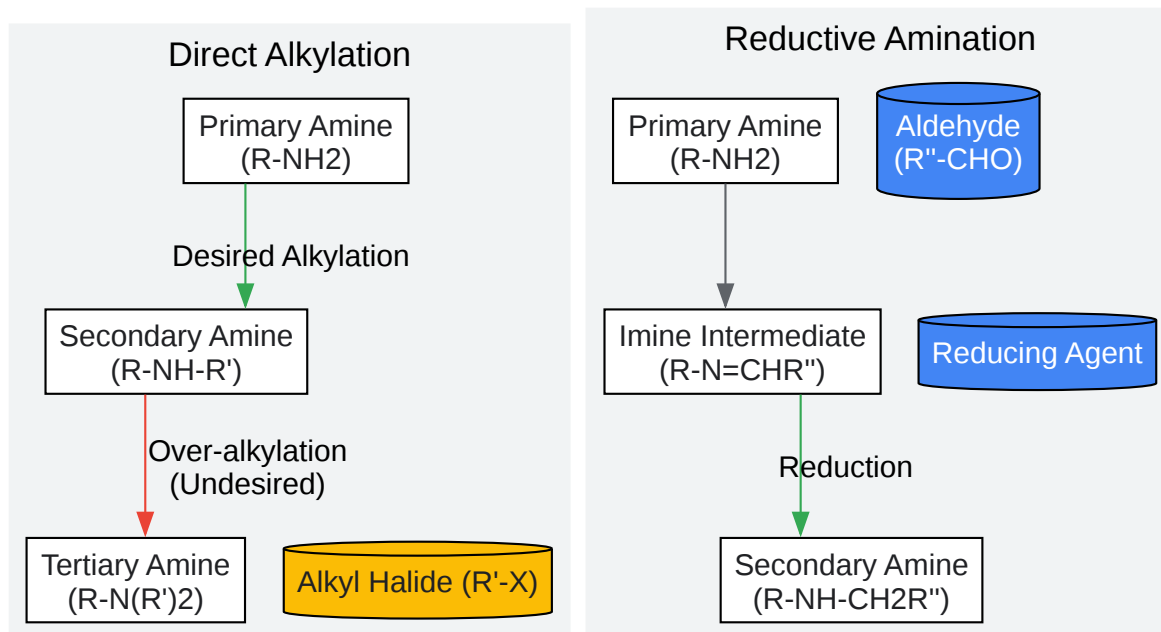 Direct Alkylation
Primary Amine
(R-NH2)
Desired Alkylation
Secondary Amine
(R-NH-R')
Over-alkylation
(Undesired)
Tertiary Amine
(R-N(R')2)
Alkyl Halide (R'-X)
Reductive Amination
Primary Amine
(R-NH2)
Aldehyde
(R''-CHO)
Imine Intermediate
(R-N=CHR'')
Reducing Agent
Reduction
Secondary Amine
(R-NH-CH2R'')